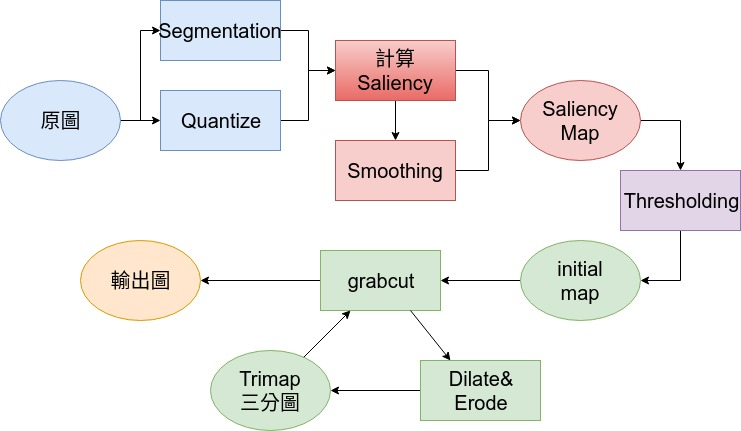 Segmentation
原圖
Quantize
計算
Saliency
Smoothing
Saliency
Map
Thresholding
initial
map
grabcut
輸出圖
Dilate&
Erode
Trimap
三分圖